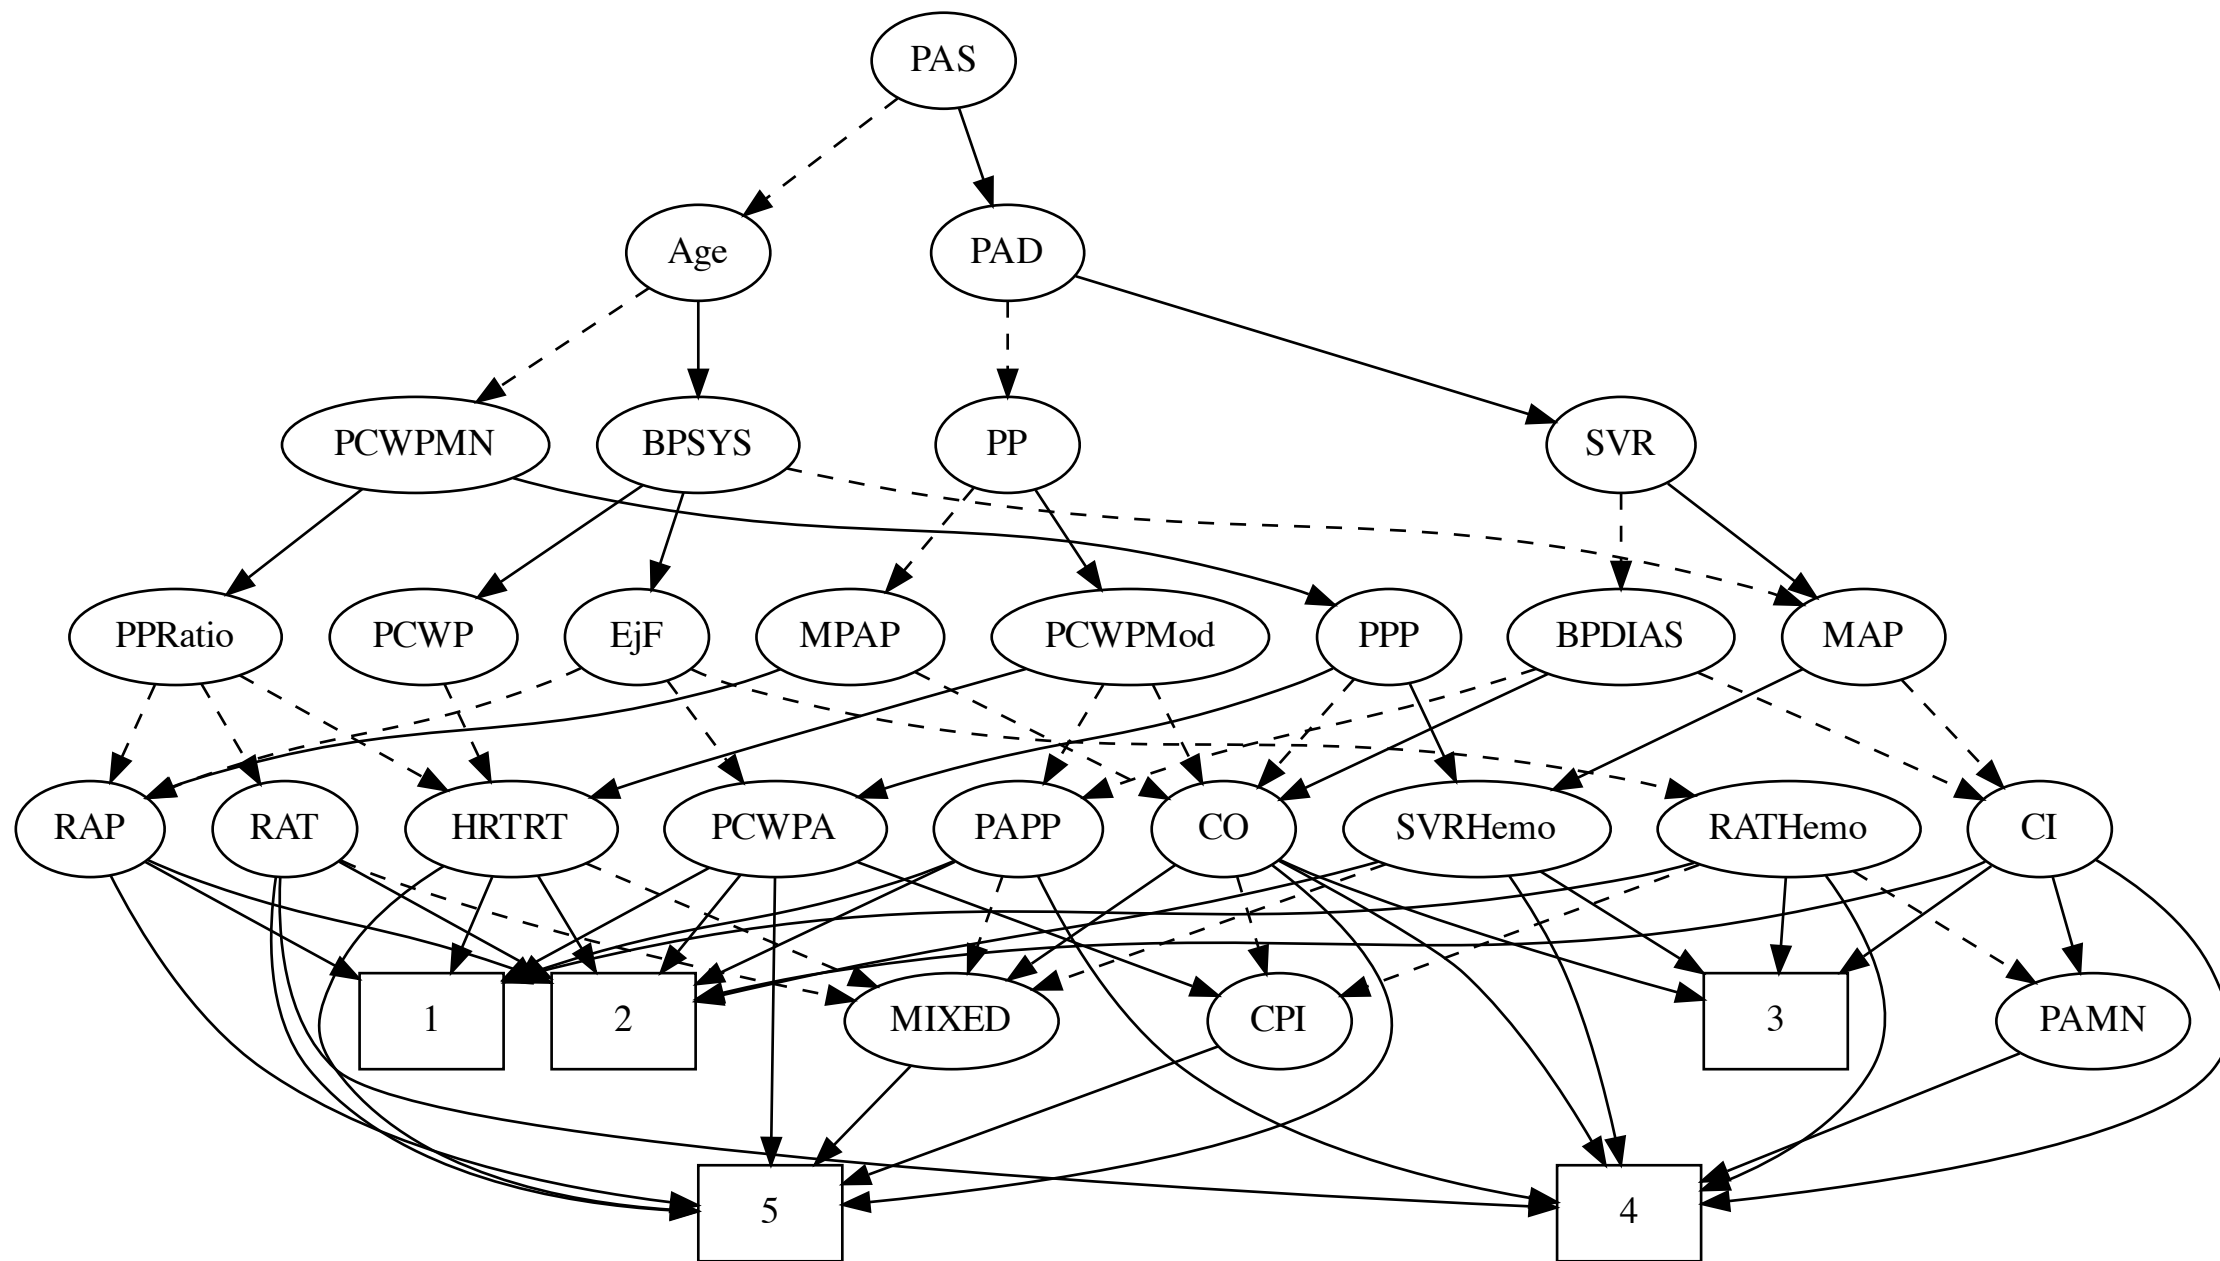 PAS
Age
PAD
PCWPMN
BPSYS
PP
SVR
PPRatio
PCWP
EjF
MPAP
PCWPMod
PPP
BPDIAS
MAP
RAP
RAT
HRTRT
PCWPA
PAPP
CO
SVRHemo
RATHemo
CI
1
2
MIXED
CPI
3
PAMN
5
4